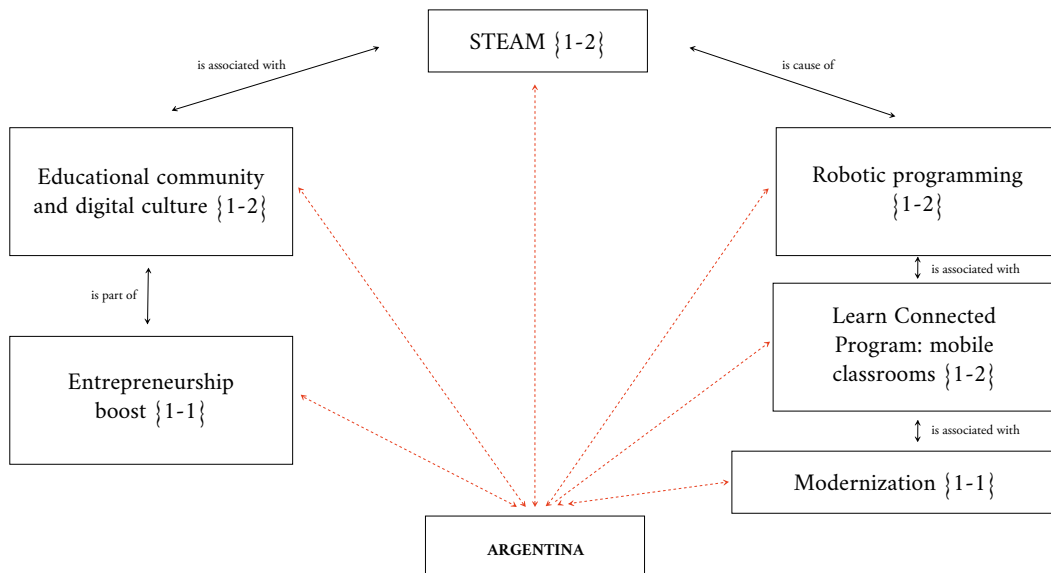 STEAM {1-2}
is associated with
is cause of
Educational community
and digital culture {1-2}
Robotic programming
{1-2}
is part of
is associated with
Learn Connected
Program: mobile
classrooms {1-2}
Entrepreneurship
boost {1-1}
is associated with
Modernization {1-1}
ARGENTINA